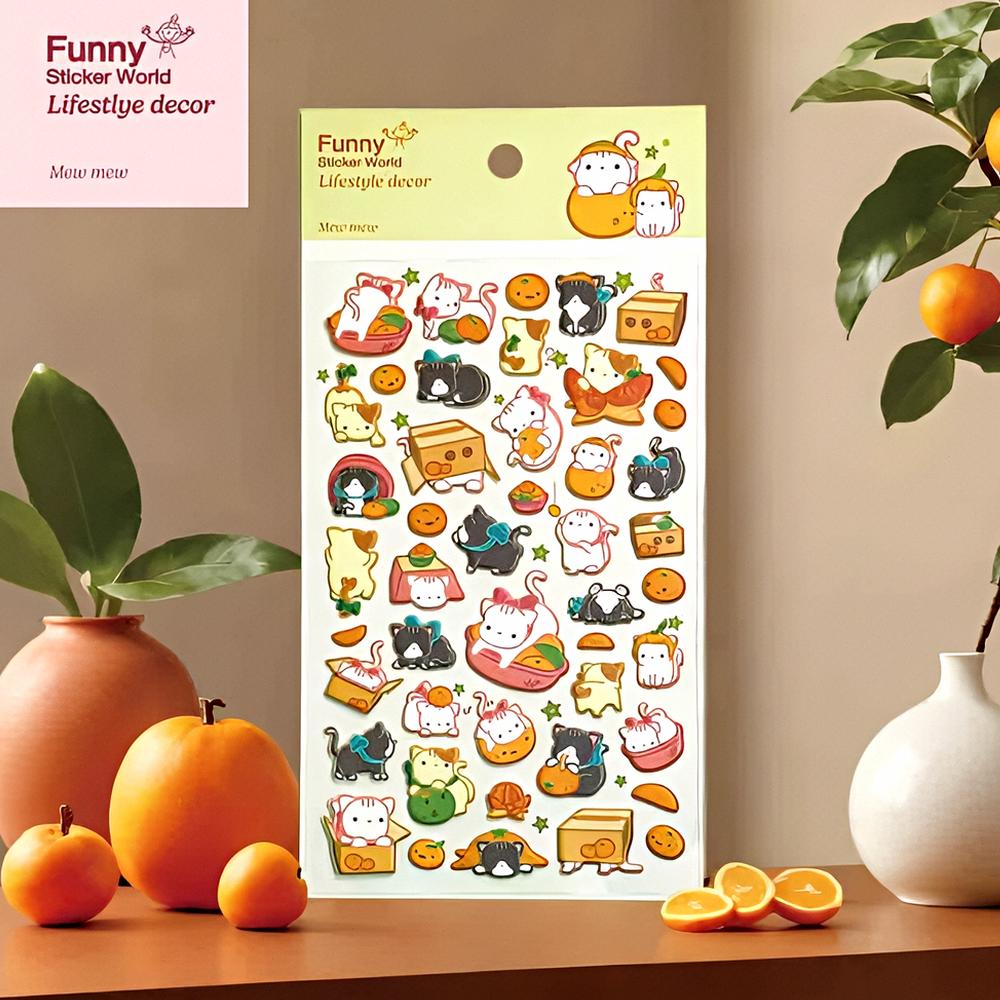 Funny
Sticker World
Lifestlye decor
Mew mew
Funny
Sticker World
Lifestyle decor
Mew mew